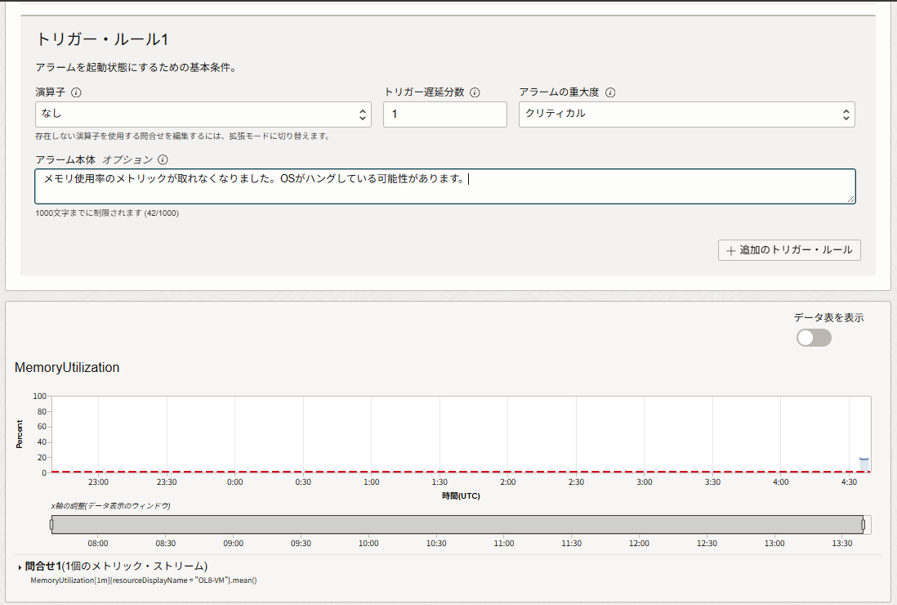 トリガー・ルール1
アラームを起動状態にするための基本条件。
演算子 トリガー遅延分数 アラームの重大度
なし 1 クリティカル
存在しない演算子を使用する問合せを編集するには、拡張モードに切り替えます。
アラーム本体 オプション
メモリ使用率のメトリックが取れなくなりました。OSがハングしている可能性があります。
1000文字までに制限されます (42/1000)
+ 追加のトリガー・ルール
データ表を表示
MemoryUtilization
Percent
100
80
60
40
20
0
23:00 23:30 0:00 0:30 1:00 1:30 2:00 2:30 3:00 3:30 4:00 4:30
時間(UTC)
x軸の調整(データ表示のウィンドウ)
08:00 08:30 09:00 09:30 10:00 10:30 11:00 11:30 12:00 12:30 13:00 13:30
問合せ1(1個のメトリック・ストリーム)
MemoryUtilization[1m]{resourceDisplayName = "OL8-VM"}.mean()